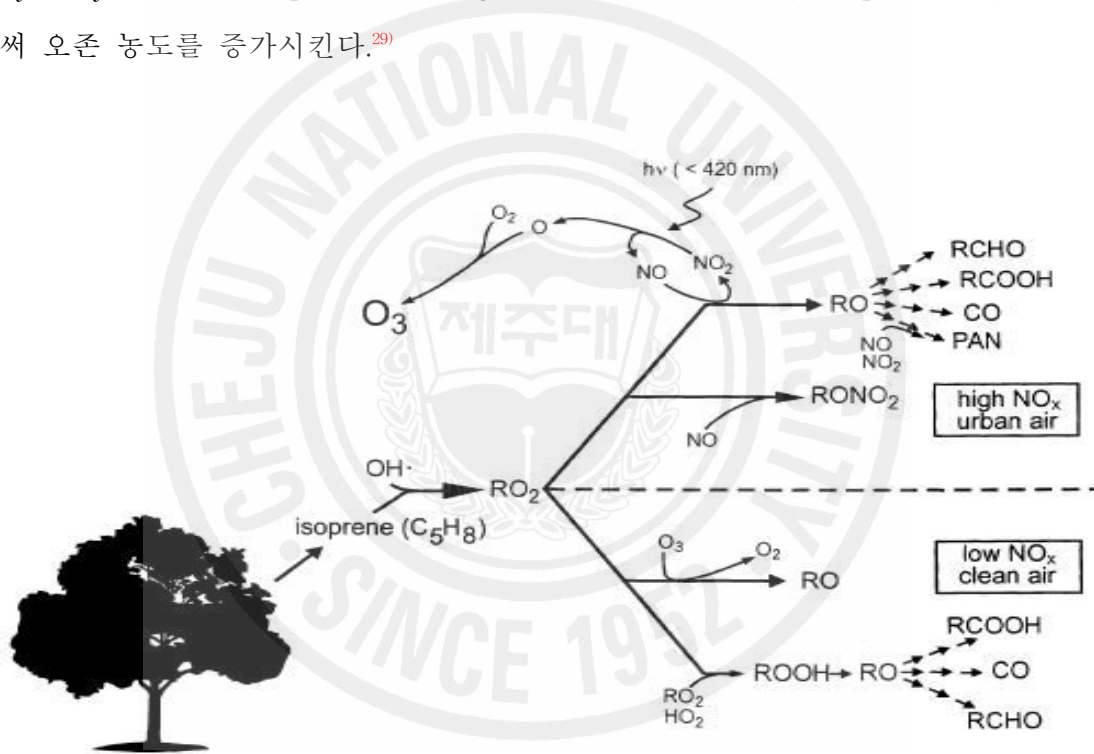 써 오존 농도를 증가시킨다.29)
hν ( < 420 nm)
O2
O
NO
NO2
O3
RO
RCHO
RCOOH
CO
PAN
NO
NO2
RONO2
NO
high NOx
urban air
OH·
RO2
isoprene (C5H8)
O3
O2
RO
low NOx
clean air
RO2
HO2
ROOH
RO
RCOOH
CO
RCHO
CHEJU NATIONAL UNIVERSITY
제주대
SINCE 1952